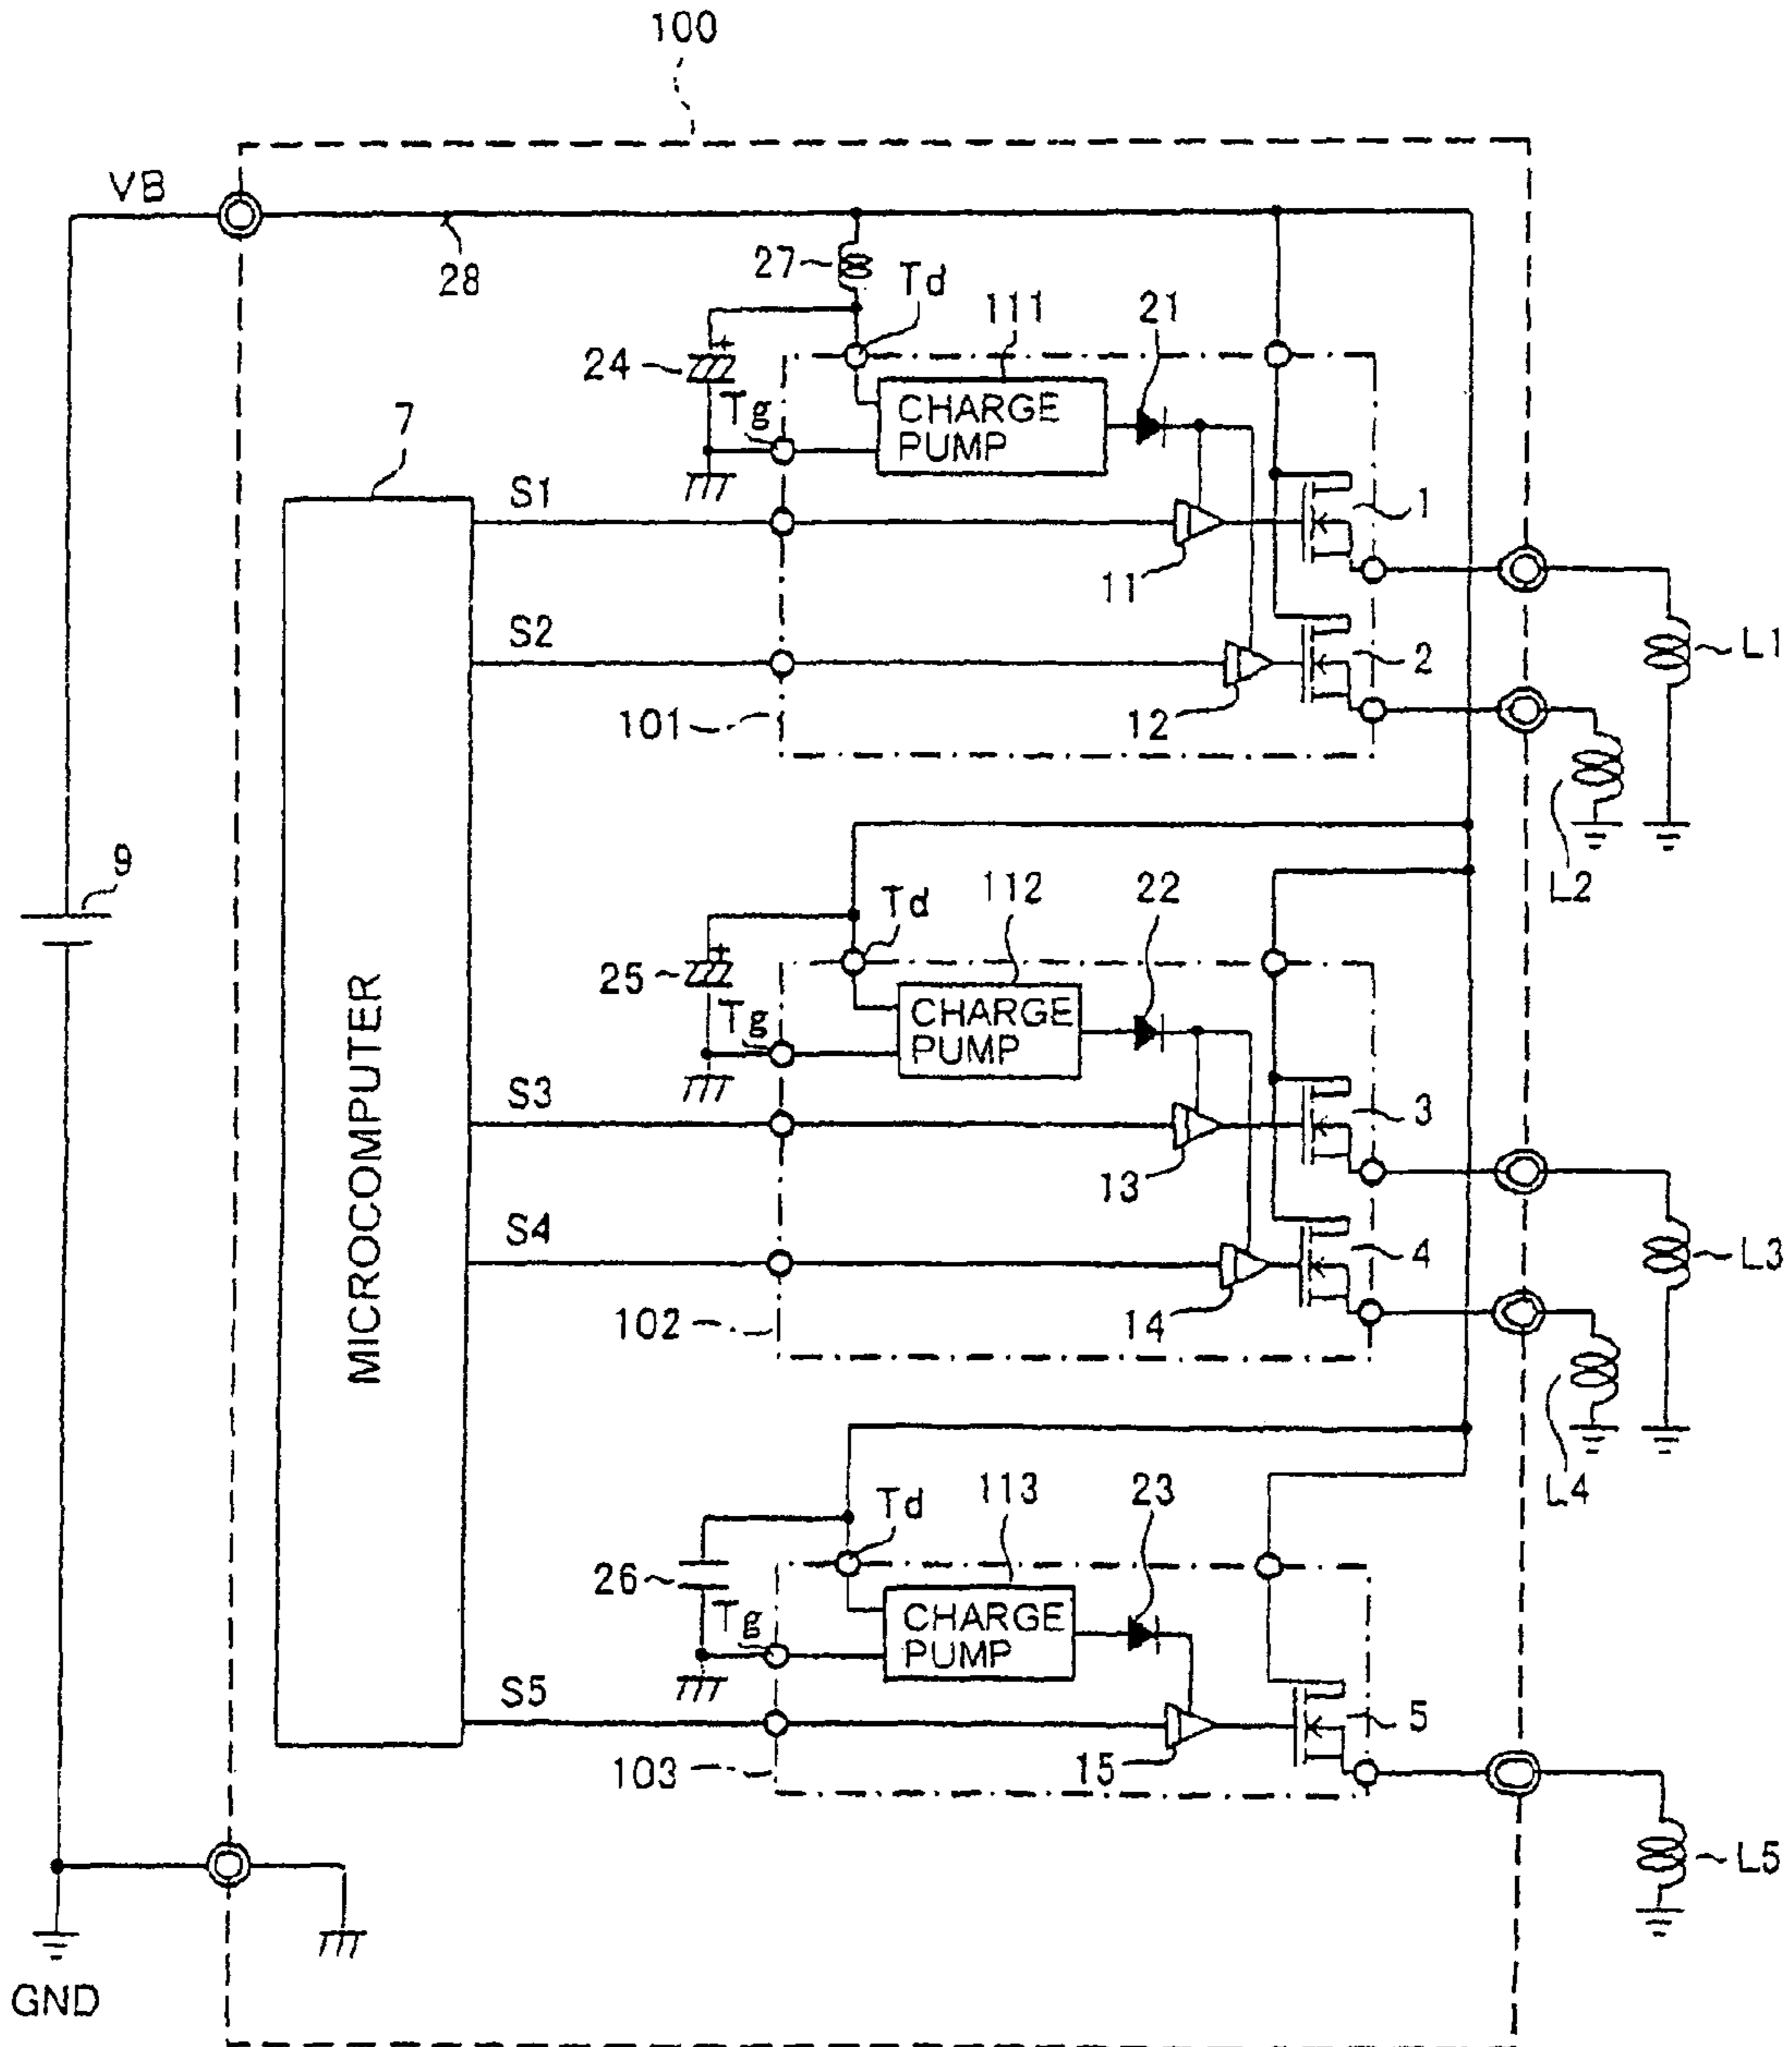 100
VB
28
27
Td
111
21
24
Tg
CHARGE
PUMP
7
S1
1
11
S2
2
L1
101
12
9
L2
Td
112
22
25
Tg
CHARGE
PUMP
MICROCOMPUTER
S3
3
13
S4
4
L3
102
14
L4
Td
113
23
26
Tg
CHARGE
PUMP
S5
5
103
15
L5
GND